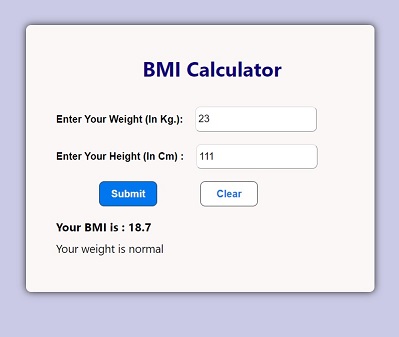 BMI Calculator
Enter Your Weight (In Kg.): 23
Enter Your Height (In Cm) : 111
Submit Clear
Your BMI is : 18.7
Your weight is normal